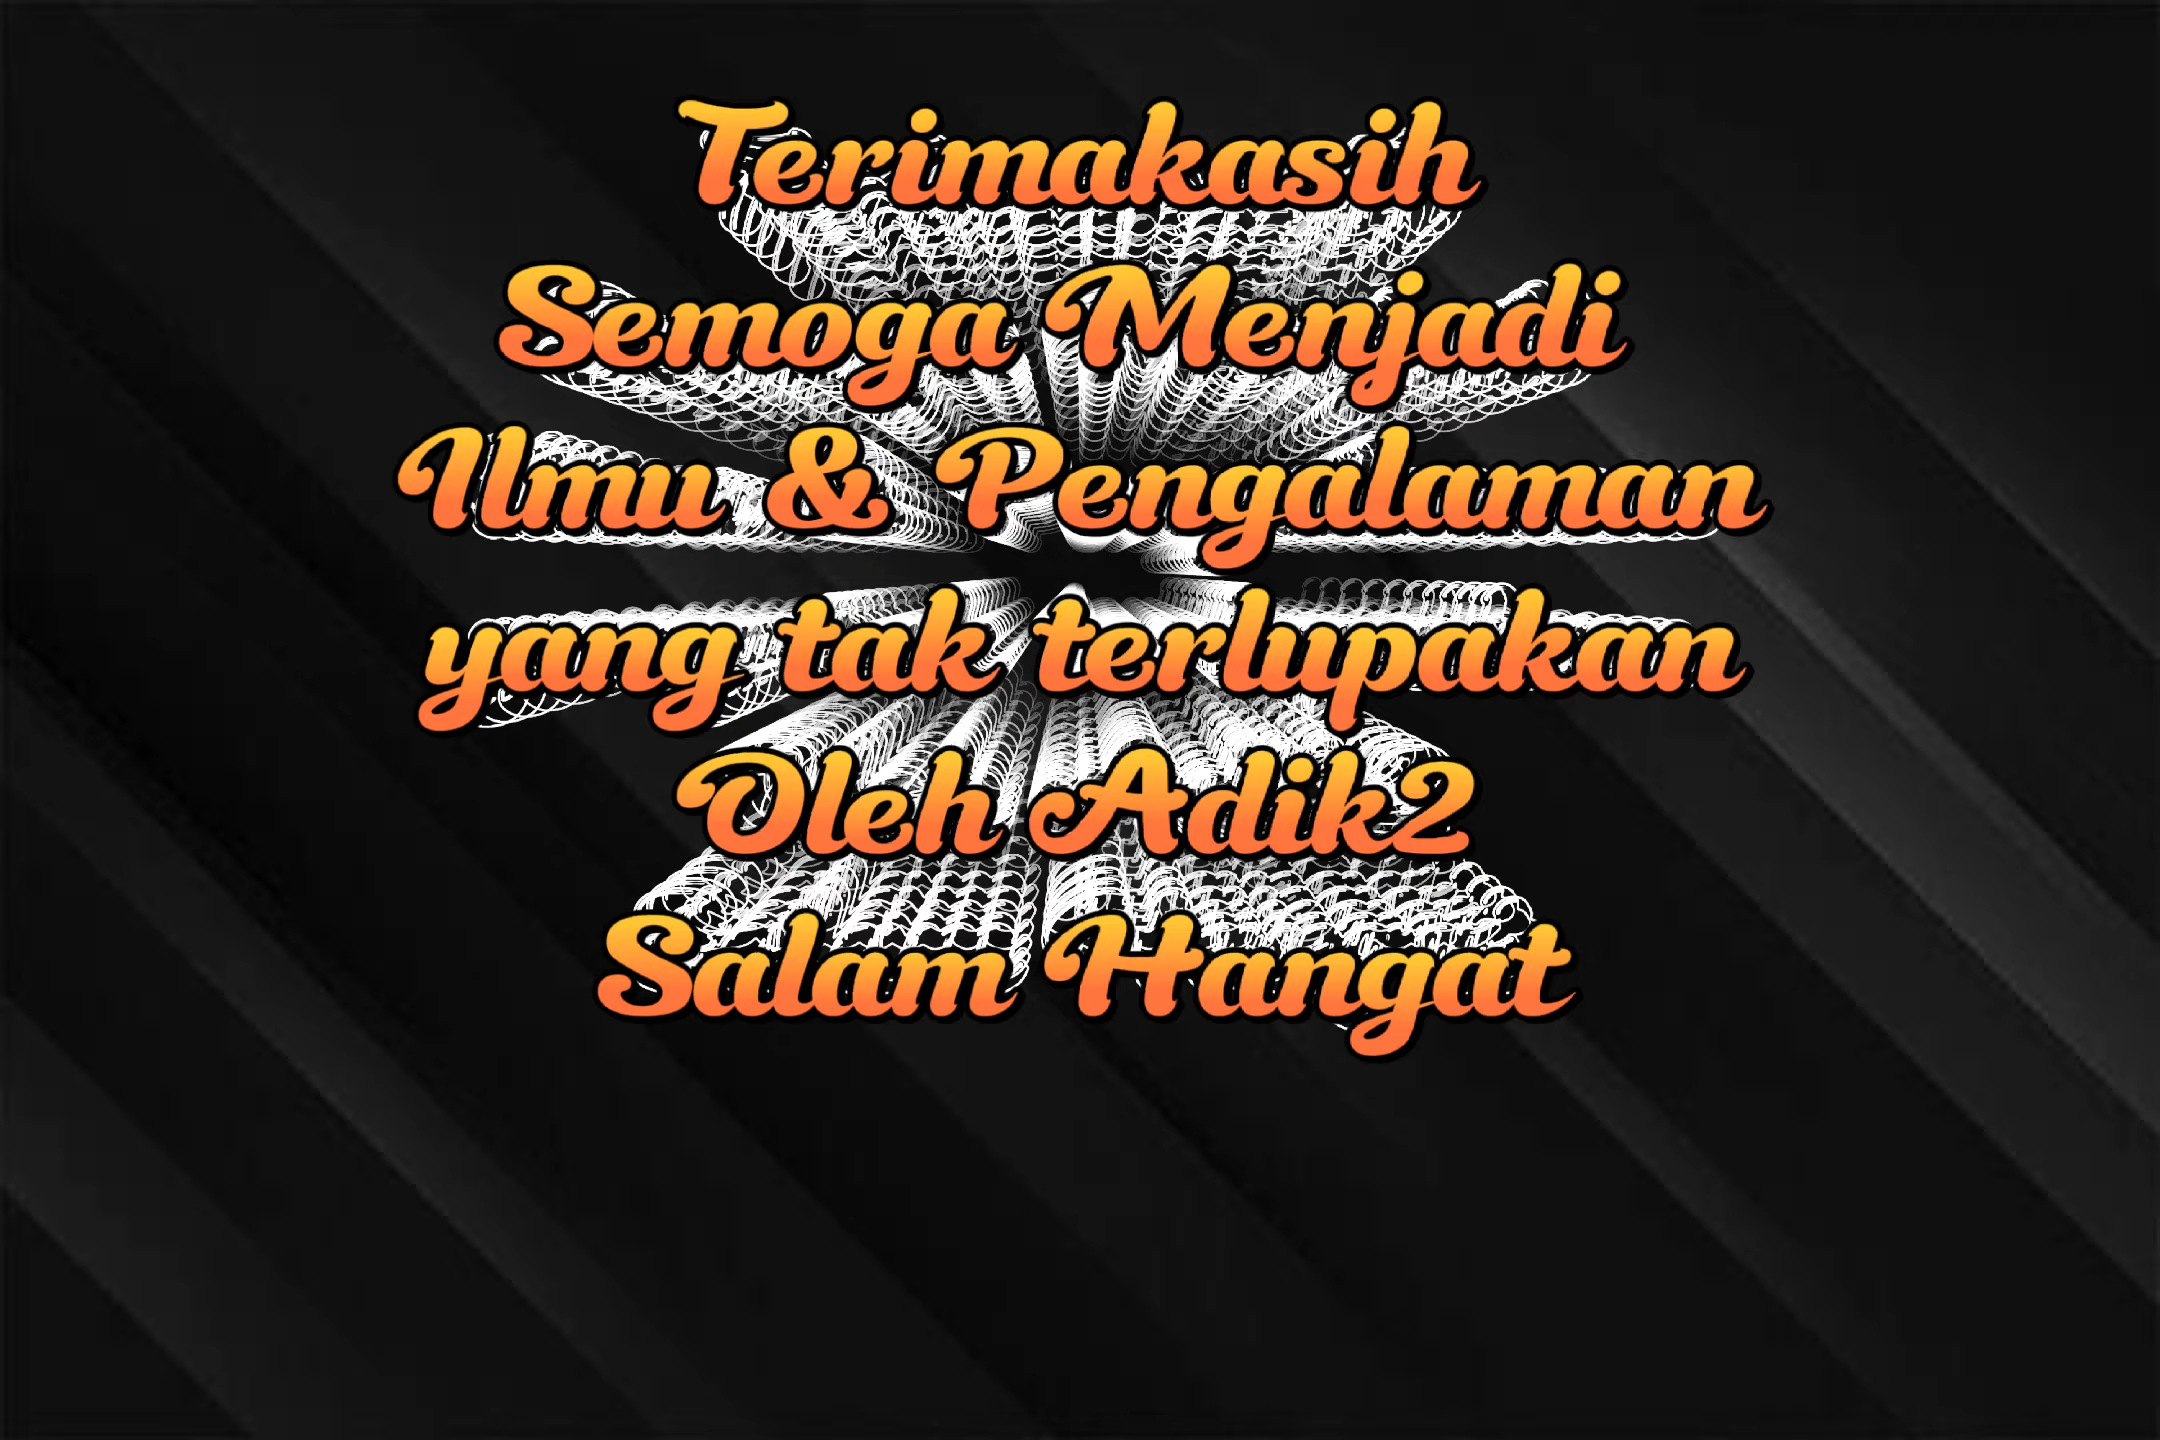 Terimakasih
Semoga Menjadi
Ilmu & Pengalaman
yang tak terlupakan
Oleh Adik2
Salam Hangat